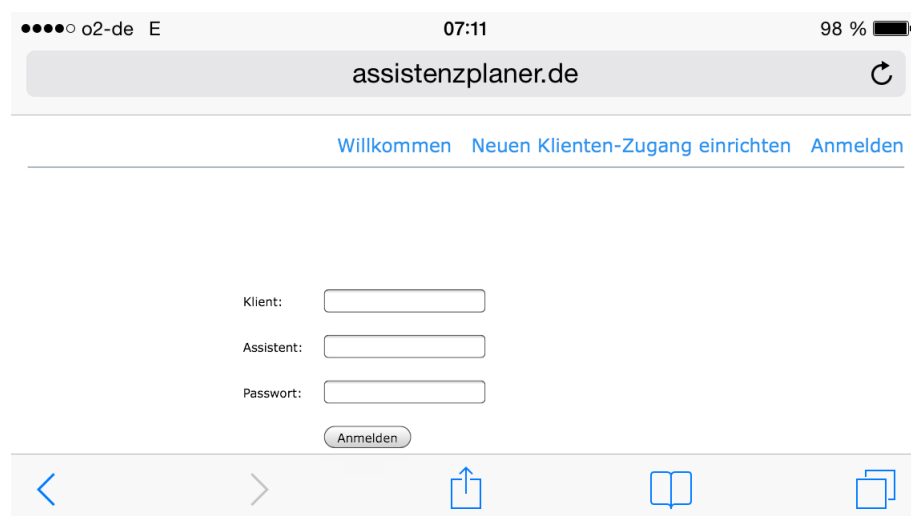 o2-de E 07:11 98 %
assistenzplaner.de
Willkommen Neuen Klienten-Zugang einrichten Anmelden
Klient:
Assistent:
Passwort:
Anmelden